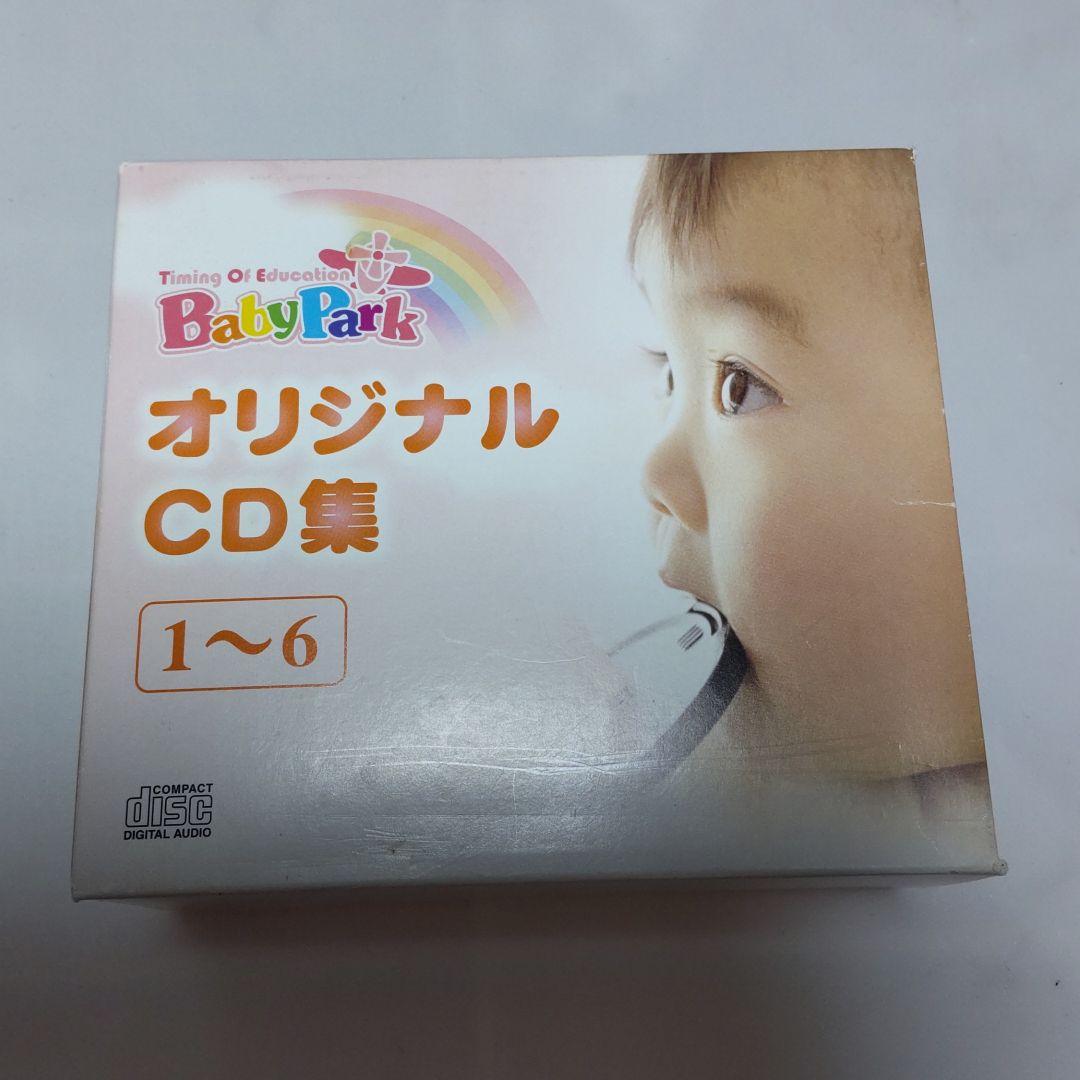 Timing Of Education
BabyPark
オリジナル
CD集
1〜6
COMPACT
disc
DIGITAL AUDIO